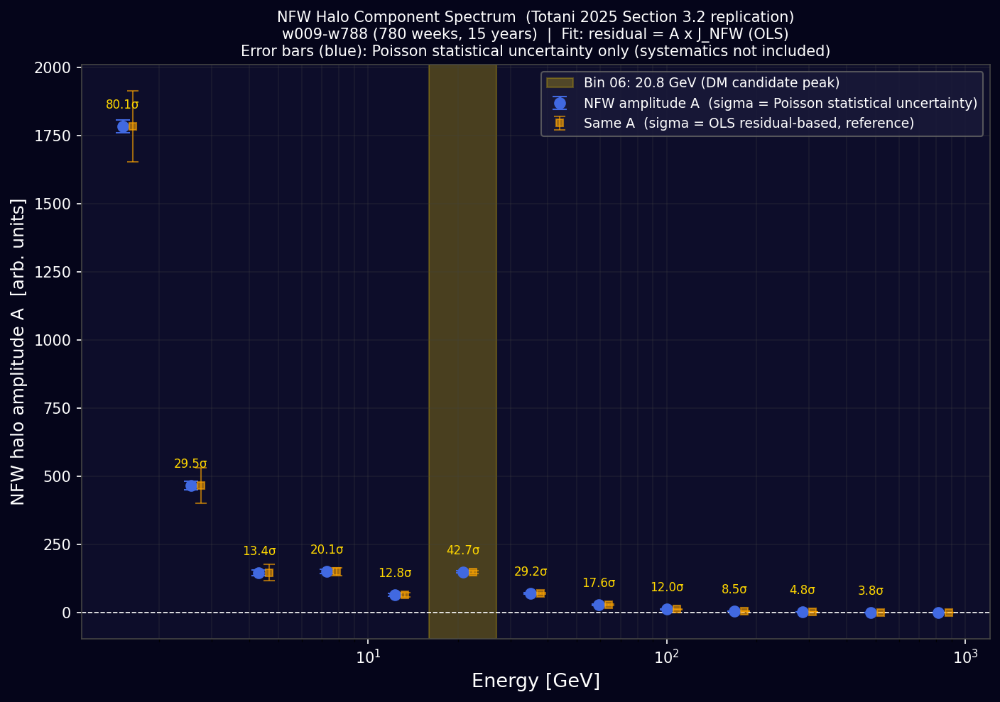 NFW Halo Component Spectrum (Totani 2025 Section 3.2 replication)
w009-w788 (780 weeks, 15 years) | Fit: residual = A x J_NFW (OLS)
Error bars (blue): Poisson statistical uncertainty only (systematics not included)
Bin 06: 20.8 GeV (DM candidate peak)
NFW amplitude A (sigma = Poisson statistical uncertainty)
Same A (sigma = OLS residual-based, reference)
NFW halo amplitude A [arb. units]
2000
1750
1500
1250
1000
750
500
250
0
80.1σ
29.5σ
13.4σ
20.1σ
12.8σ
42.7σ
29.2σ
17.6σ
12.0σ
8.5σ
4.8σ
3.8σ
10¹
10²
10³
Energy [GeV]